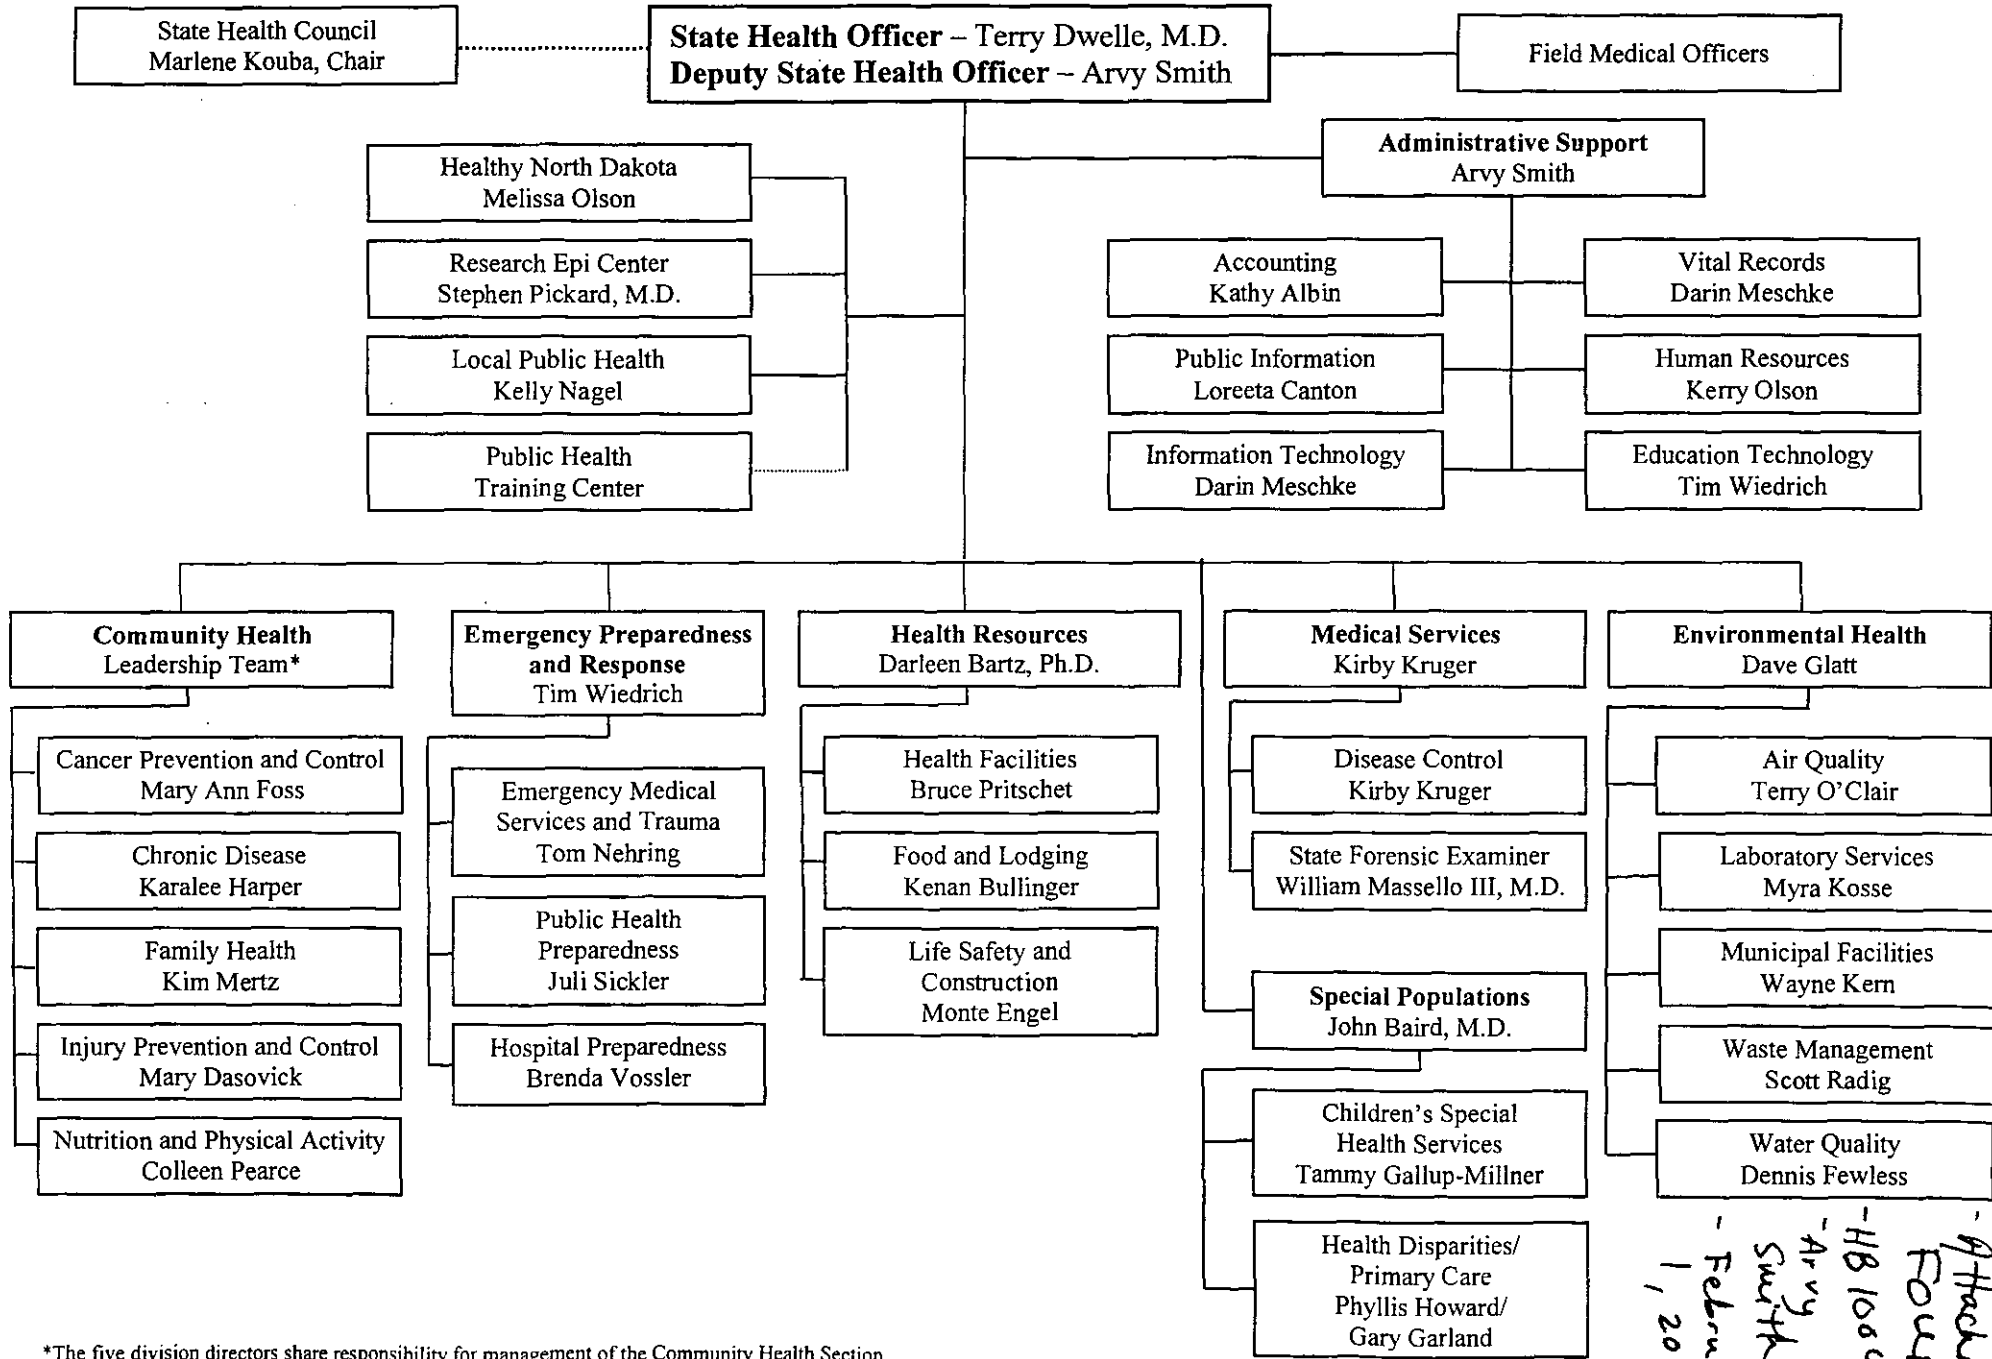 State Health Council
Marlene Kouba, Chair
State Health Officer – Terry Dwelle, M.D.
Deputy State Health Officer – Arvy Smith
Field Medical Officers
Administrative Support
Arvy Smith
Healthy North Dakota
Melissa Olson
Research Epi Center
Stephen Pickard, M.D.
Local Public Health
Kelly Nagel
Public Health
Training Center
Accounting
Kathy Albin
Vital Records
Darin Meschke
Public Information
Loreeta Canton
Human Resources
Kerry Olson
Information Technology
Darin Meschke
Education Technology
Tim Wiedrich
Community Health
Leadership Team*
Cancer Prevention and Control
Mary Ann Foss
Chronic Disease
Karalee Harper
Family Health
Kim Mertz
Injury Prevention and Control
Mary Dasovick
Nutrition and Physical Activity
Colleen Pearce
Emergency Preparedness
and Response
Tim Wiedrich
Emergency Medical
Services and Trauma
Tom Nehring
Public Health
Preparedness
Juli Sickler
Hospital Preparedness
Brenda Vossler
Health Resources
Darleen Bartz, Ph.D.
Health Facilities
Bruce Pritschet
Food and Lodging
Kenan Bullinger
Life Safety and
Construction
Monte Engel
Medical Services
Kirby Kruger
Disease Control
Kirby Kruger
State Forensic Examiner
William Massello III, M.D.
Special Populations
John Baird, M.D.
Children's Special
Health Services
Tammy Gallup-Millner
Health Disparities/
Primary Care
Phyllis Howard/
Gary Garland
Environmental Health
Dave Glatt
Air Quality
Terry O'Clair
Laboratory Services
Myra Kosse
Municipal Facilities
Wayne Kern
Waste Management
Scott Radig
Water Quality
Dennis Fewless
- Attach
Four
- HB 100
- Arvy
Smith
- Febru
1, 20
*The five division directors share responsibility for management of the Community Health Section